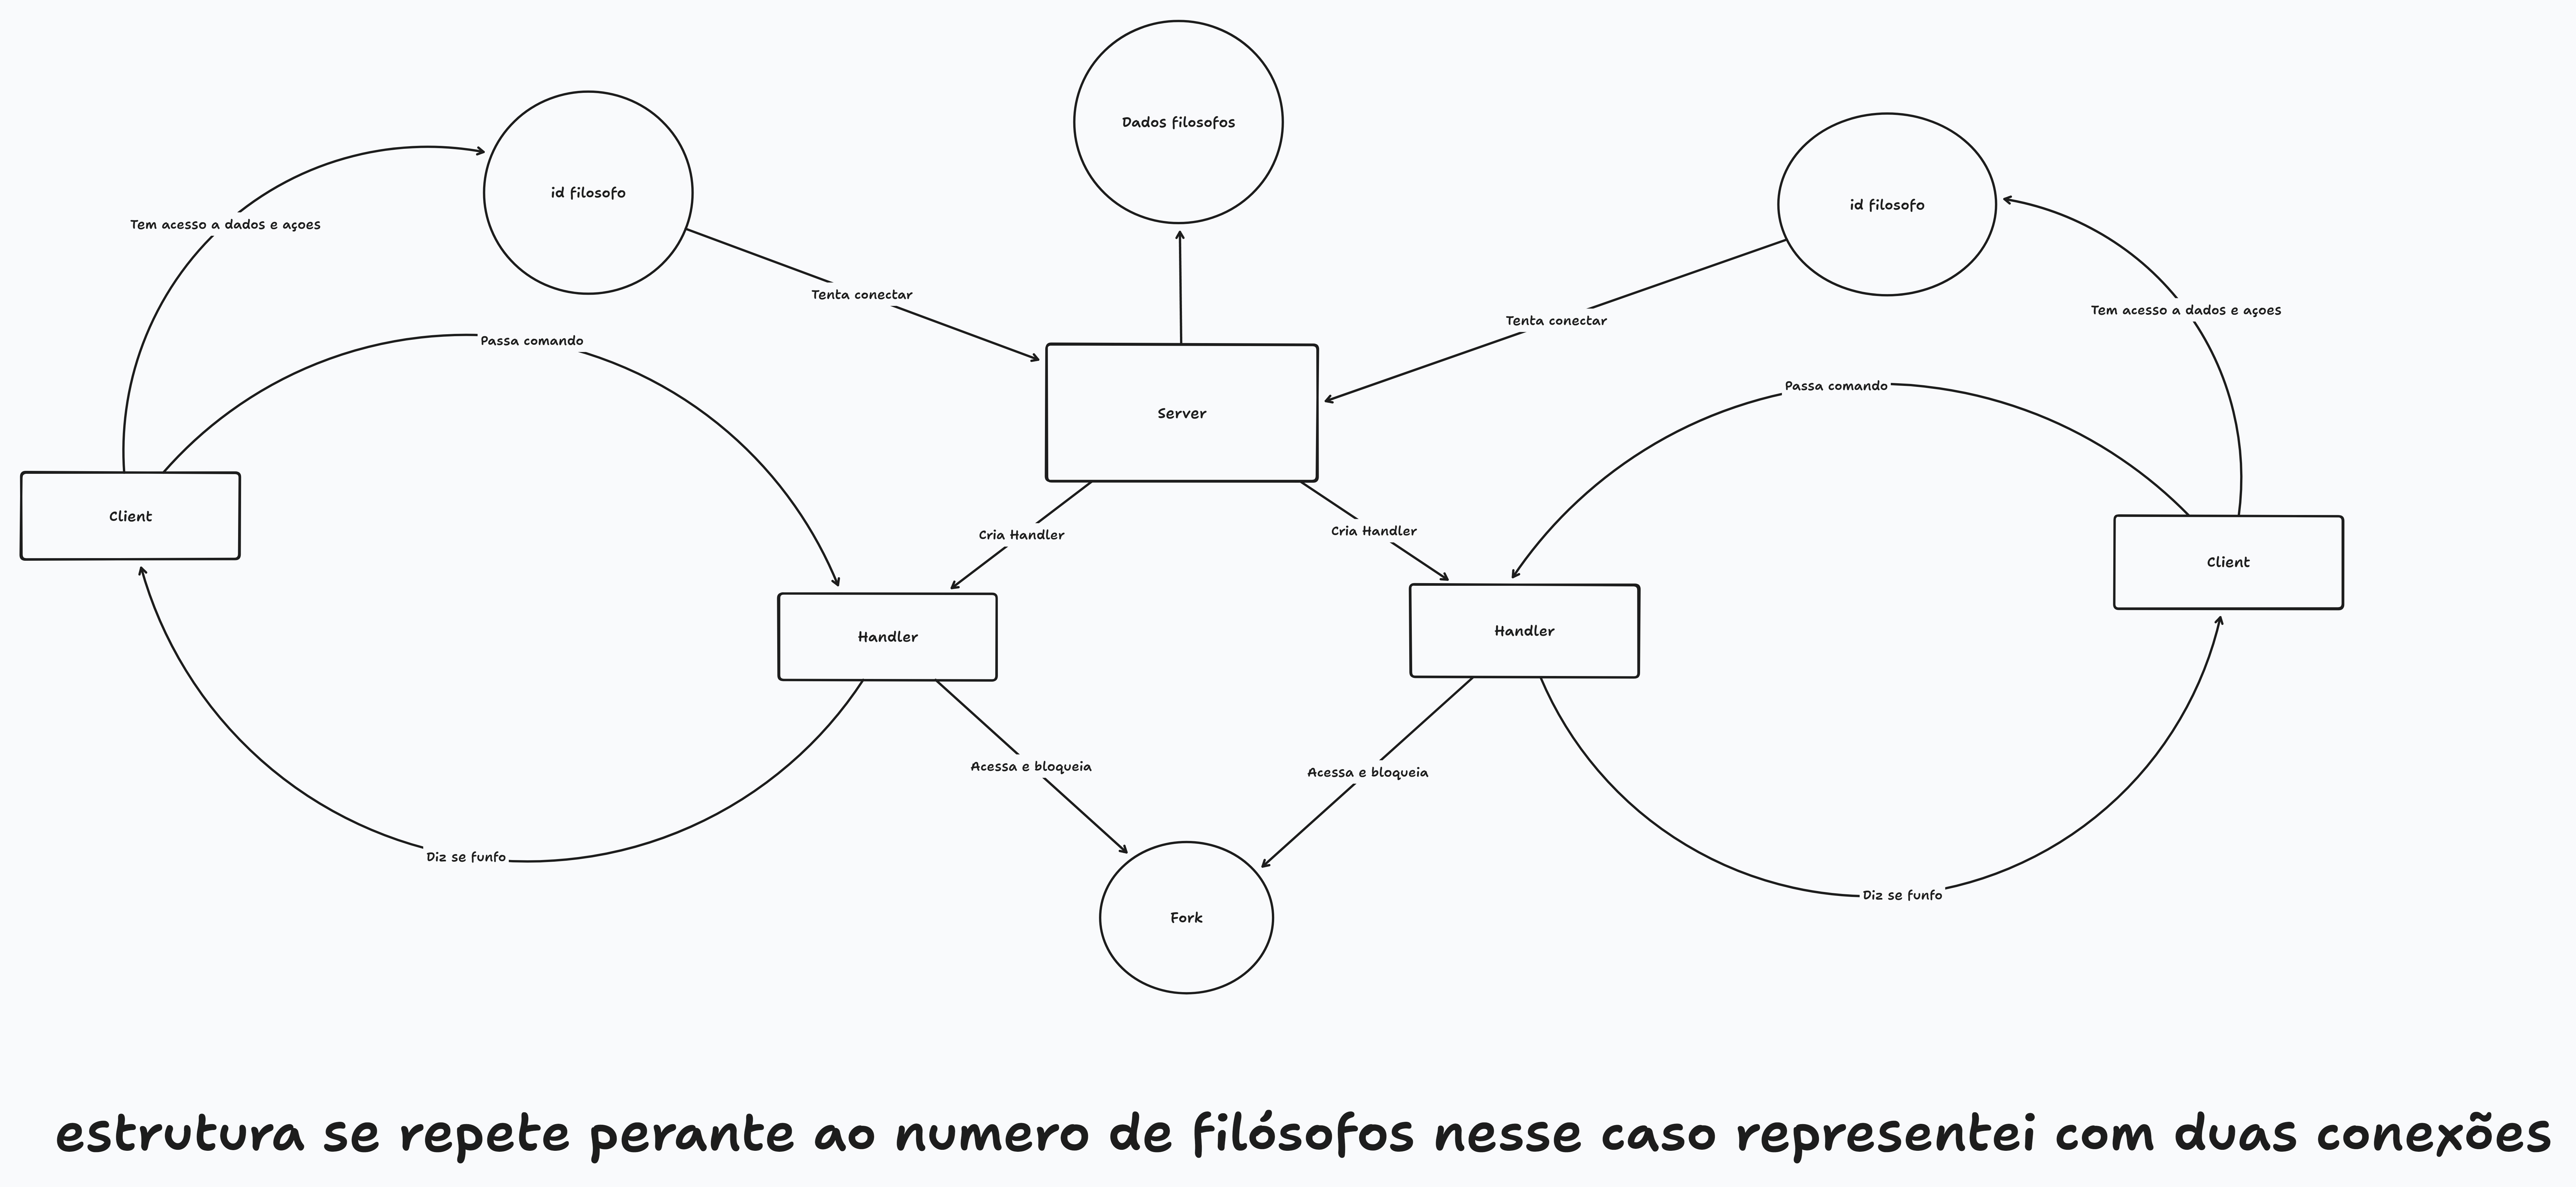 Dados filosofos
id filosofo
id filosofo
Tem acesso a dados e açoes
Tenta conectar
Tenta conectar
Tem acesso a dados e açoes
Passa comando
Passa comando
Server
Client
Cria Handler
Cria Handler
Client
Handler
Handler
Acessa e bloqueia
Acessa e bloqueia
Diz se funfo
Diz se funfo
Fork
estrutura se repete perante ao numero de filósofos nesse caso representei com duas conexões